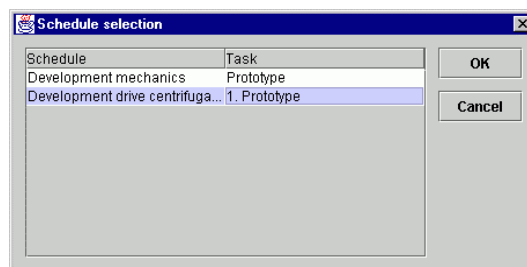 Schedule selection
Schedule Task
Development mechanics Prototype
Development drive centrifuga... 1. Prototype
OK
Cancel